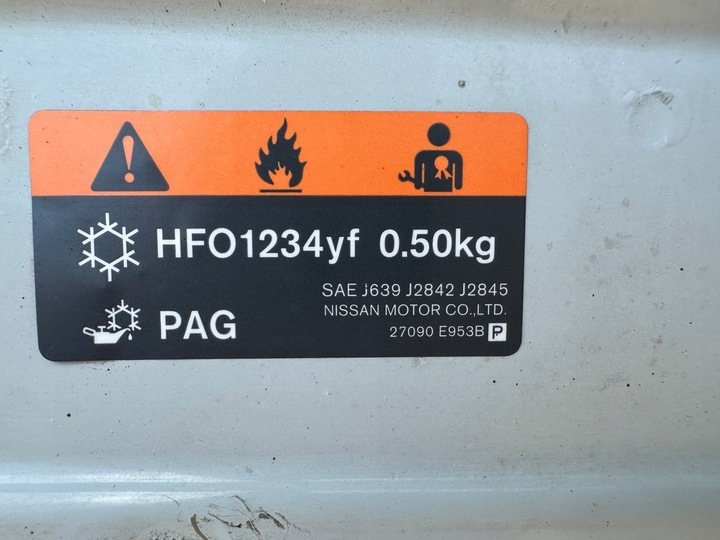 HFO1234yf 0.50kg
SAE J639 J2842 J2845
NISSAN MOTOR CO.,LTD.
PAG
27090 E953B P